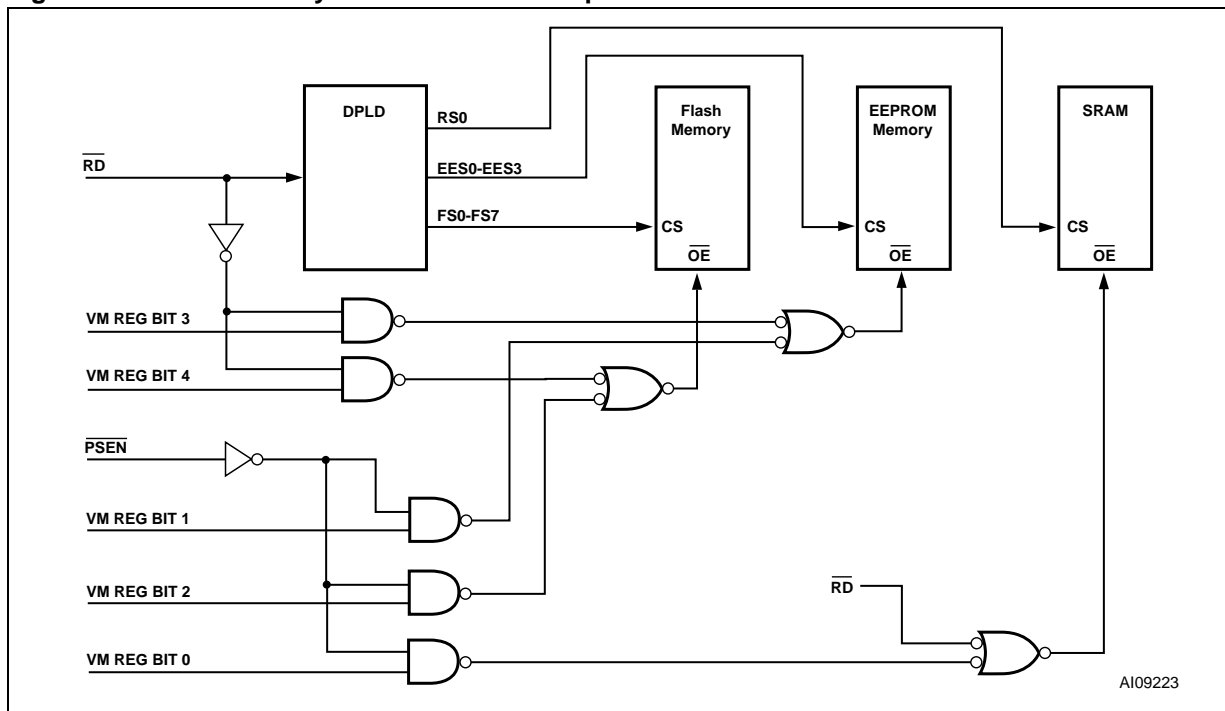 DPLD
RS0
EES0-EES3
FS0-FS7
Flash
Memory
CS
OE
EEPROM
Memory
CS
OE
SRAM
CS
OE
RD
VM REG BIT 3
VM REG BIT 4
PSEN
VM REG BIT 1
VM REG BIT 2
VM REG BIT 0
RD
AI09223